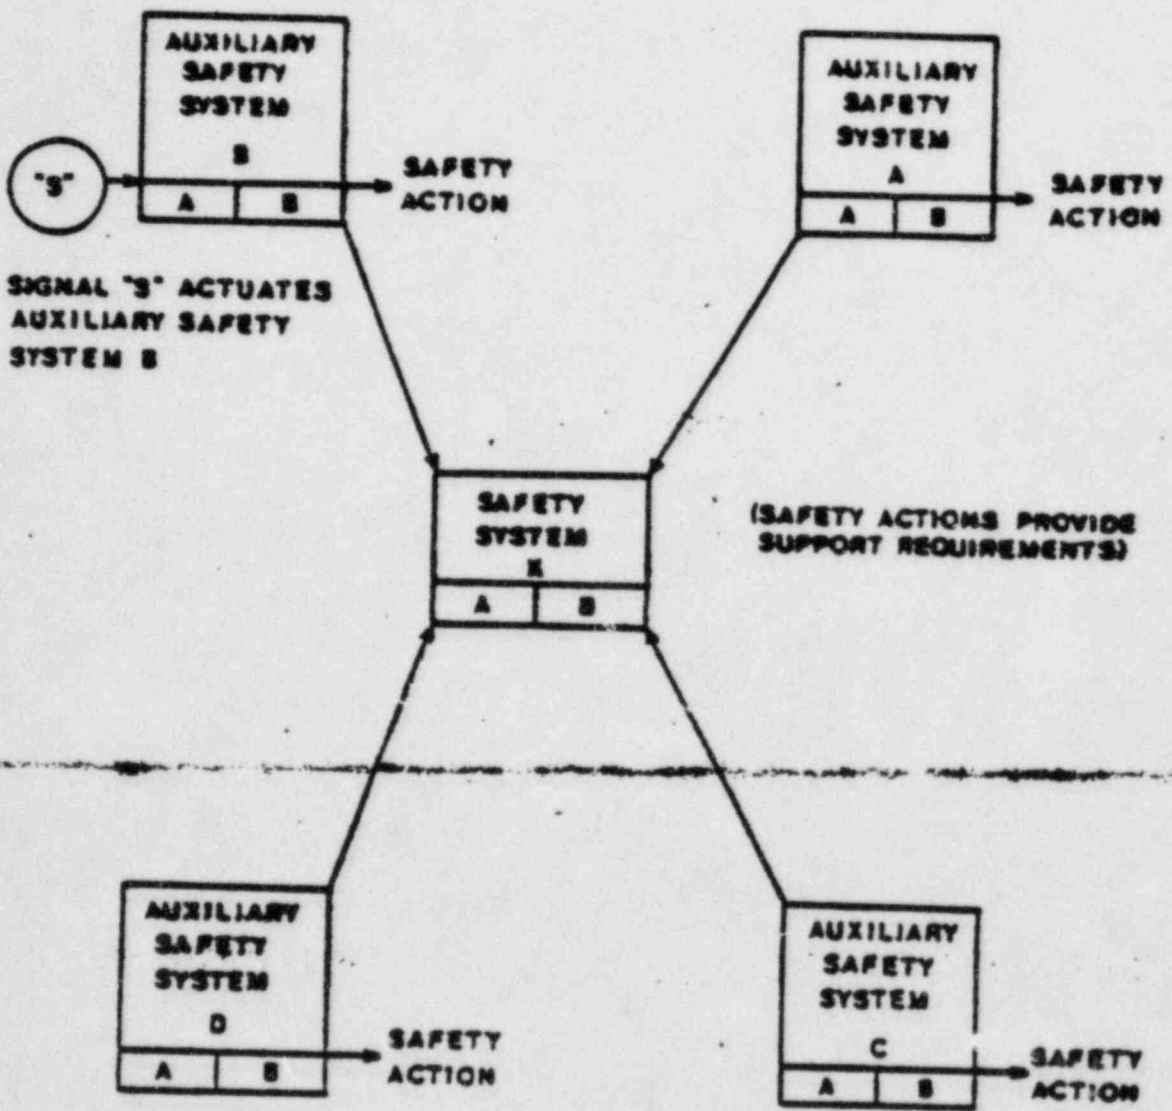 AUXILIARY
SAFETY
SYSTEM
B
A B
"S"
SAFETY
ACTION
SIGNAL "S" ACTUATES
AUXILIARY SAFETY
SYSTEM B
AUXILIARY
SAFETY
SYSTEM
A
A B
SAFETY
ACTION
SAFETY
SYSTEM
X
A B
(SAFETY ACTIONS PROVIDE
SUPPORT REQUIREMENTS)
AUXILIARY
SAFETY
SYSTEM
D
A B
SAFETY
ACTION
AUXILIARY
SAFETY
SYSTEM
C
A B
SAFETY
ACTION